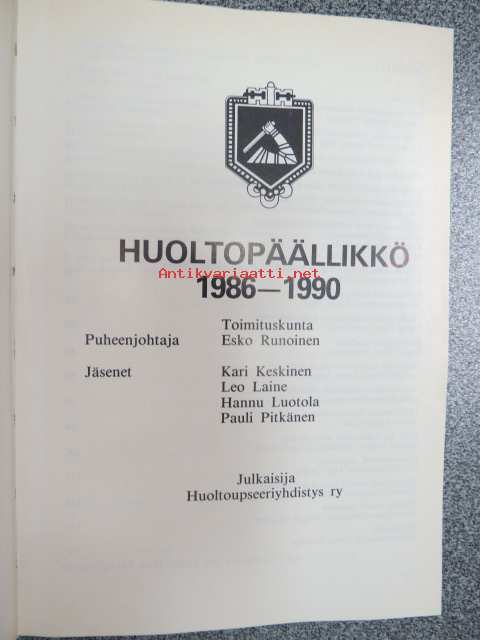 HUOLTOPÄÄLLIKKÖ
Antikvariaatti.net
1986—1990
Toimituskunta
Puheenjohtaja Esko Runoinen
Jäsenet Kari Keskinen
Leo Laine
Hannu Luotola
Pauli Pitkänen
Julkaisija
Huoltoupseeriyhdistys ry